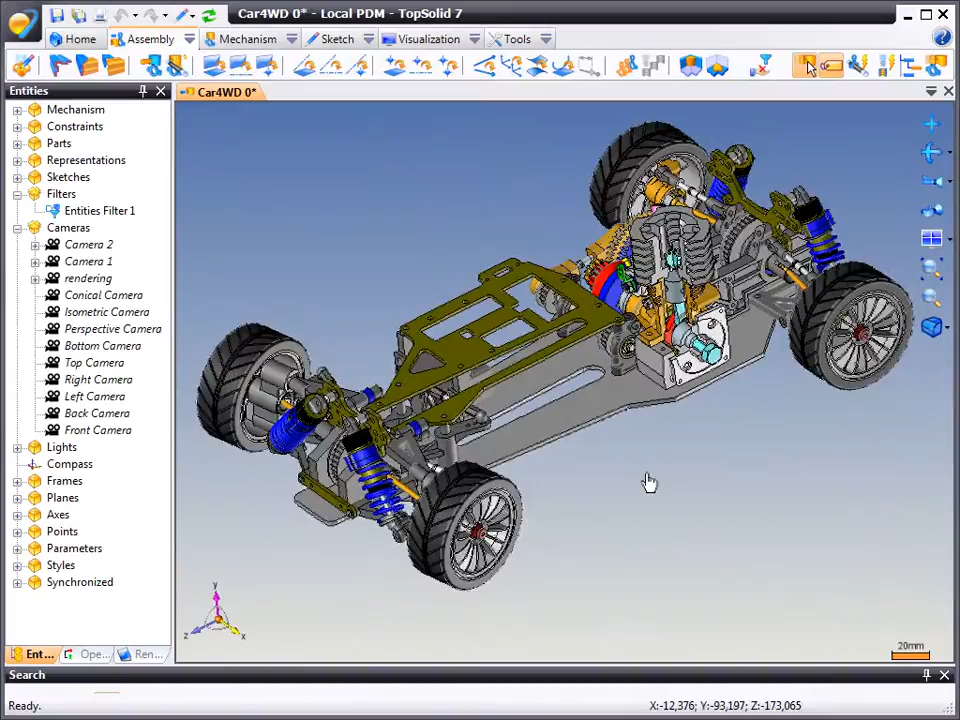 Car4WD 0* - Local PDM - TopSolid 7
Home
Assembly
Mechanism
Sketch
Visualization
Tools
Entities
Car4WD 0*
Mechanism
Constraints
Parts
Representations
Sketches
Filters
Entities Filter 1
Cameras
Camera 2
Camera 1
rendering
Conical Camera
Isometric Camera
Perspective Camera
Bottom Camera
Top Camera
Right Camera
Left Camera
Back Camera
Front Camera
Lights
Compass
Frames
Planes
Axes
Points
Parameters
Styles
Synchronized
y
z
x
20mm
Ent...
Ope...
Ren...
Search
Ready.
X:-12,376; Y:-93,197; Z:-173,065